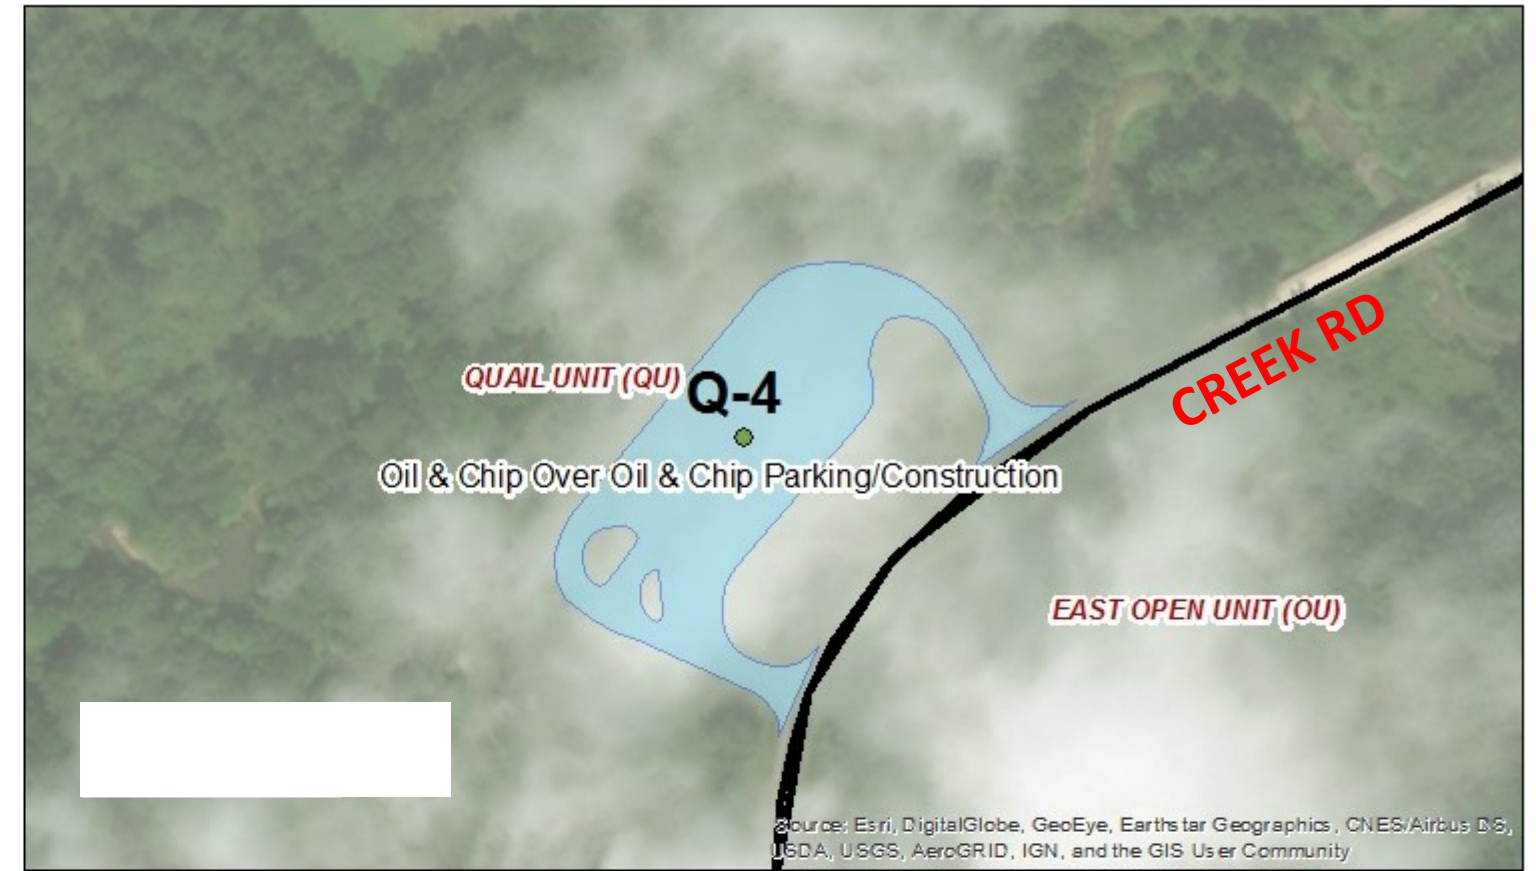 CREEK RD
QUAIL UNIT (QU)
Q-4
Oil & Chip Over Oil & Chip Parking/Construction
EAST OPEN UNIT (OU)
Source: Esri, DigitalGlobe, GeoEye, Earthstar Geographics, CNES/Airbus DS,
USDA, USGS, AeroGRID, IGN, and the GIS User Community